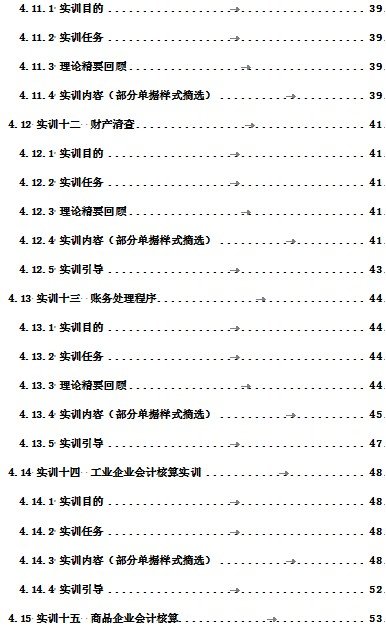 4.11.1 实训目的 39
4.11.2 实训任务 39
4.11.3 理论精要回顾 39
4.11.4 实训内容（部分单据样式摘选） 39
4.12 实训十二 财产清查 41
4.12.1 实训目的 41
4.12.2 实训任务 41
4.12.3 理论精要回顾 41
4.12.4 实训内容（部分单据样式摘选） 41
4.12.5 实训引导 43
4.13 实训十三 账务处理程序 44
4.13.1 实训目的 44
4.13.2 实训任务 44
4.13.3 理论精要回顾 44
4.13.4 实训内容（部分单据样式摘选） 45
4.13.5 实训引导 47
4.14 实训十四 工业企业会计核算实训 48
4.14.1 实训目的 48
4.14.2 实训任务 48
4.14.3 实训内容（部分单据样式摘选） 48
4.14.4 实训引导 52
4.15 实训十五 商品企业会计核算 53